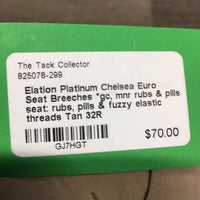 The Tack Collector
825078-299
Elation Platinum Chelsea Euro
Seat Breeches *gc, mnr rubs & pills
seat: rubs, pills & fuzzy elastic
threads Tan 32R
GJ7HGT
$70.00